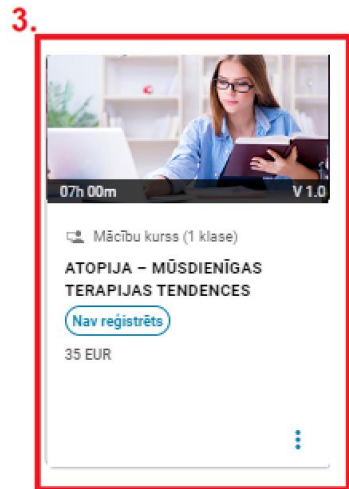 3.
07h 00m V 1.0
Mācību kurss (1 klase)
ATOPIJA – MŪSDIENĪGAS
TERAPIJAS TENDENCES
Nav reģistrēts
35 EUR